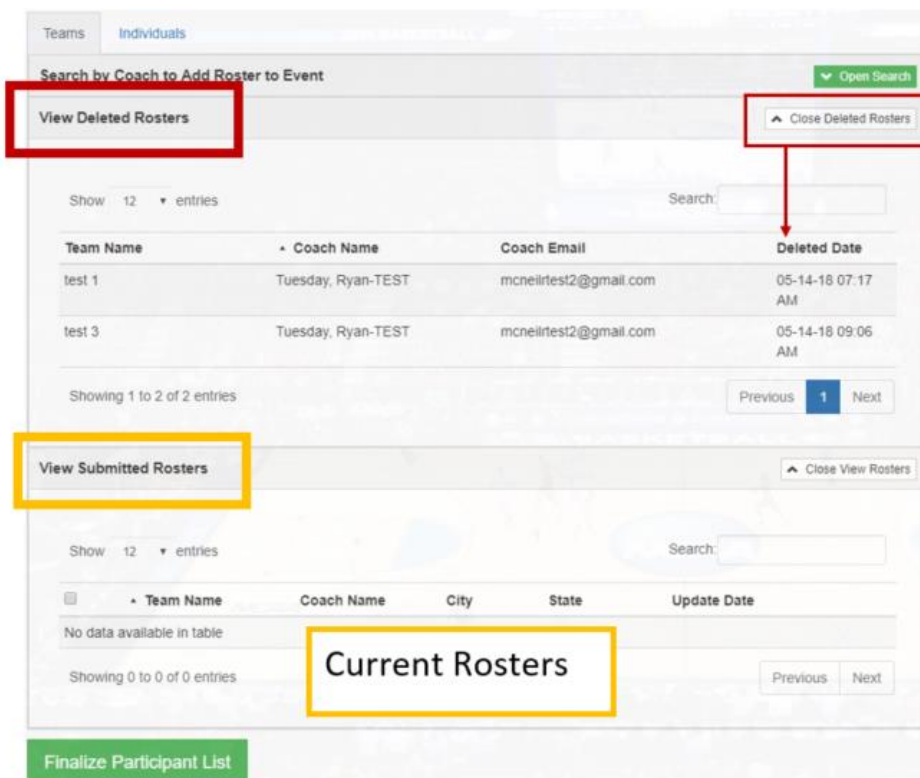 Teams Individuals
Search by Coach to Add Roster to Event Open Search
View Deleted Rosters Close Deleted Rosters
Show 12 entries Search:
Team Name Coach Name Coach Email Deleted Date
test 1 Tuesday, Ryan-TEST mcneilrtest2@gmail.com 05-14-18 07:17
AM
test 3 Tuesday, Ryan-TEST mcneilrtest2@gmail.com 05-14-18 09:06
AM
Showing 1 to 2 of 2 entries Previous 1 Next
View Submitted Rosters Close View Rosters
Show 12 entries Search:
Team Name Coach Name City State Update Date
No data available in table
Current Rosters
Showing 0 to 0 of 0 entries Previous Next
Finalize Participant List